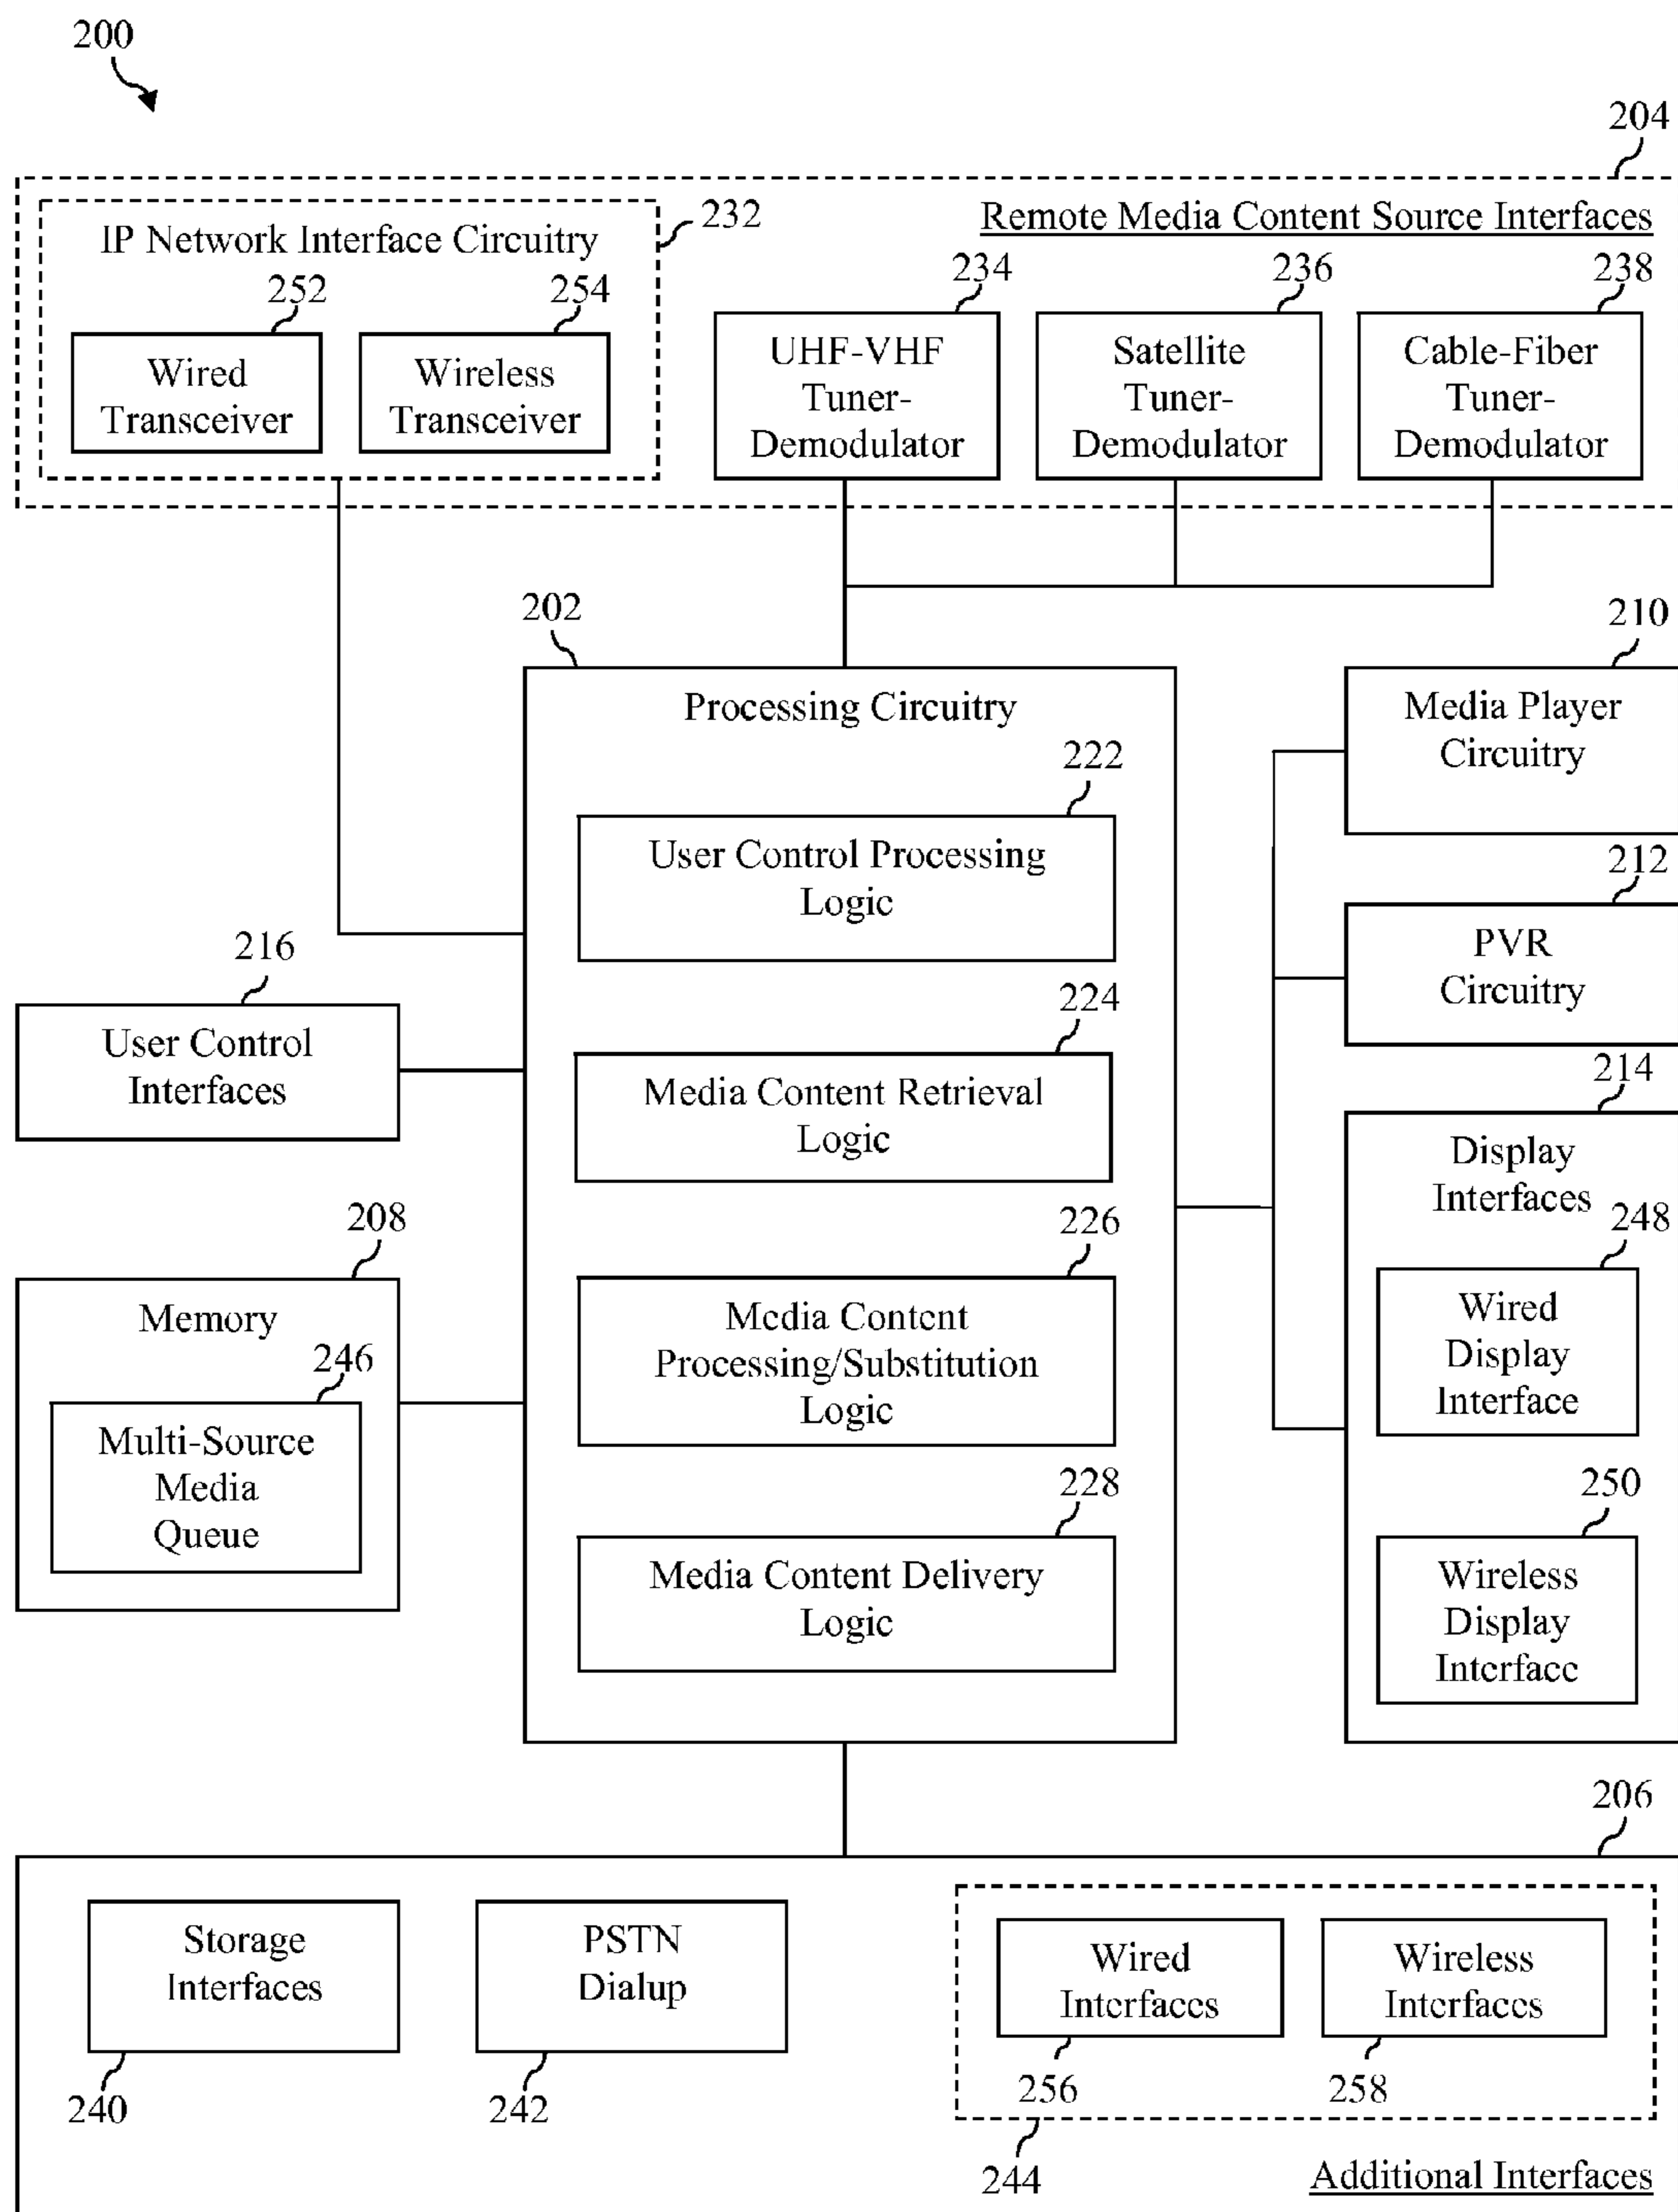 200
204
Remote Media Content Source Interfaces
232
IP Network Interface Circuitry
252
254
Wired
Transceiver
Wireless
Transceiver
234
236
238
UHF-VHF
Tuner-
Demodulator
Satellite
Tuner-
Demodulator
Cable-Fiber
Tuner-
Demodulator
202
Processing Circuitry
222
User Control Processing
Logic
224
Media Content Retrieval
Logic
226
Media Content
Processing/Substitution
Logic
228
Media Content Delivery
Logic
216
User Control
Interfaces
208
Memory
246
Multi-Source
Media
Queue
210
Media Player
Circuitry
212
PVR
Circuitry
214
Display
Interfaces
248
Wired
Display
Interface
250
Wireless
Display
Interface
206
Storage
Interfaces
240
PSTN
Dialup
242
Wired
Interfaces
256
Wireless
Interfaces
258
244
Additional Interfaces